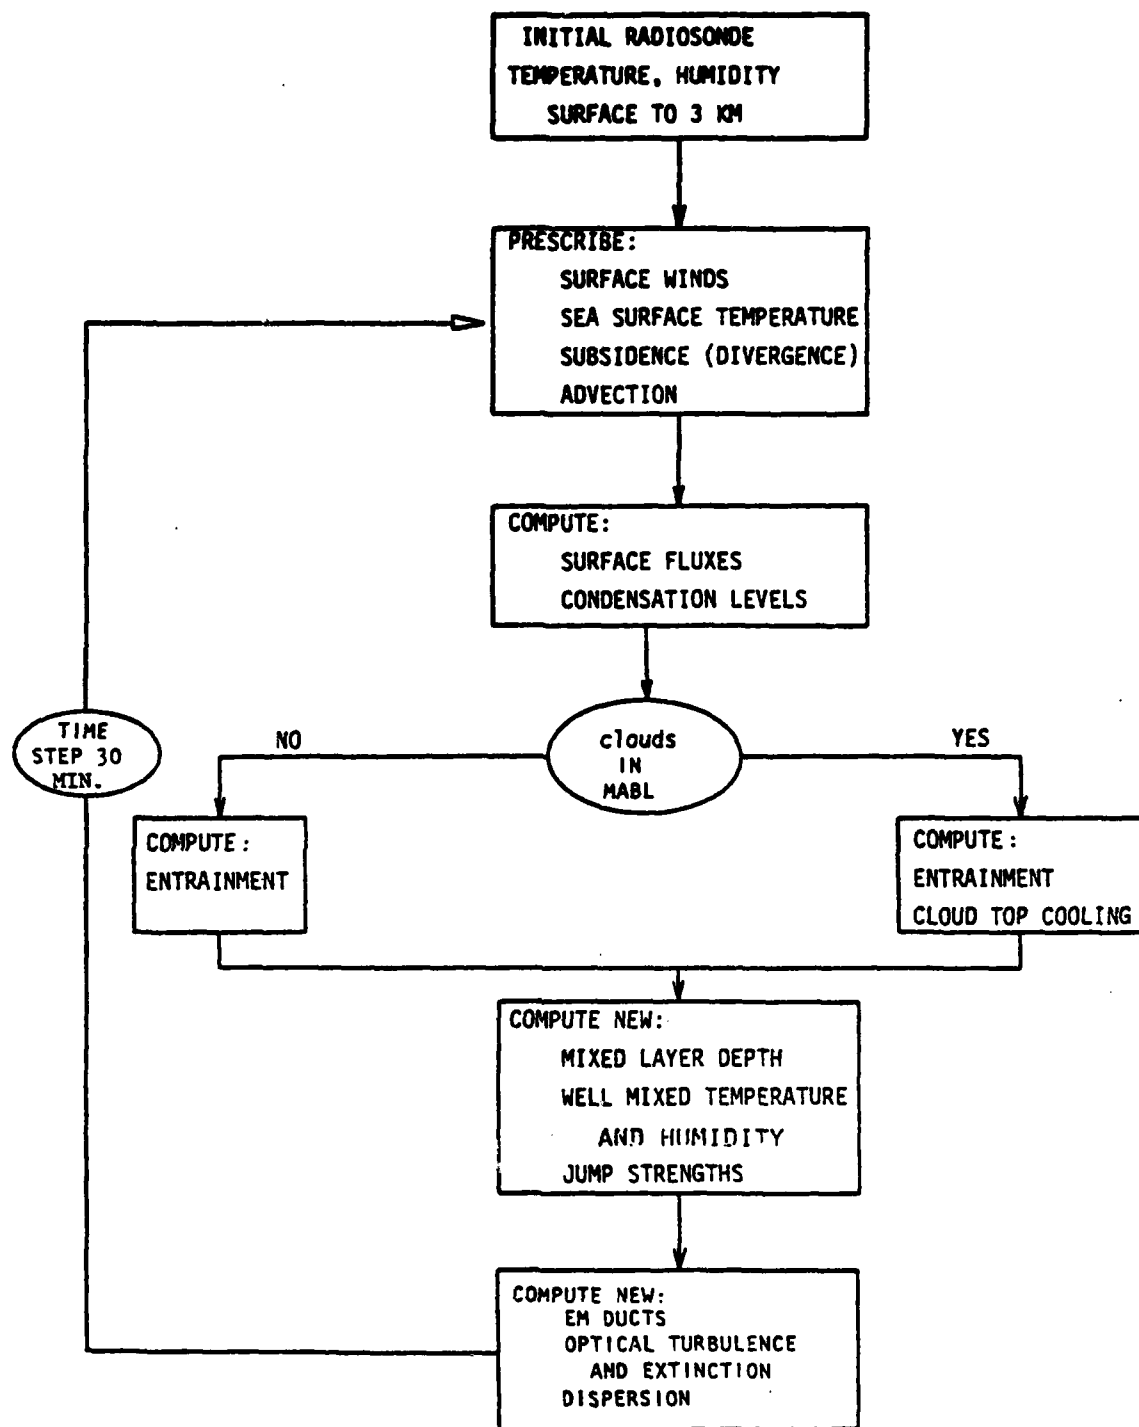 INITIAL RADIOSONDE
TEMPERATURE, HUMIDITY
SURFACE TO 3 KM
PRESCRIBE:
SURFACE WINDS
SEA SURFACE TEMPERATURE
SUBSIDENCE (DIVERGENCE)
ADVECTION
COMPUTE:
SURFACE FLUXES
CONDENSATION LEVELS
TIME
STEP 30
MIN.
NO
clouds
IN
MABL
YES
COMPUTE:
ENTRAINMENT
COMPUTE:
ENTRAINMENT
CLOUD TOP COOLING
COMPUTE NEW:
MIXED LAYER DEPTH
WELL MIXED TEMPERATURE
AND HUMIDITY
JUMP STRENGTHS
COMPUTE NEW:
EM DUCTS
OPTICAL TURBULENCE
AND EXTINCTION
DISPERSION